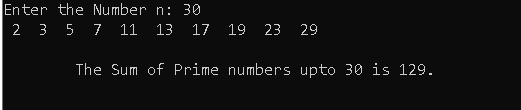 Enter the Number n: 30
2 3 5 7 11 13 17 19 23 29
The Sum of Prime numbers upto 30 is 129.